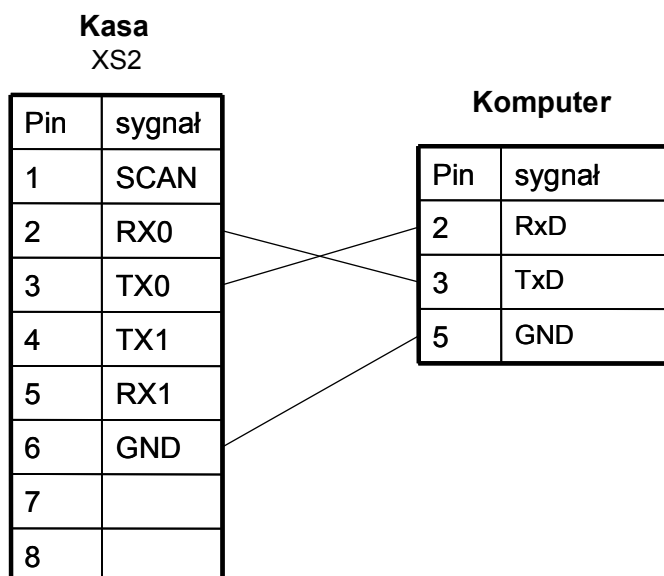 Kasa
XS2
Pin sygnał
1 SCAN
2 RX0
3 TX0
4 TX1
5 RX1
6 GND
7
8
Komputer
Pin sygnał
2 RxD
3 TxD
5 GND